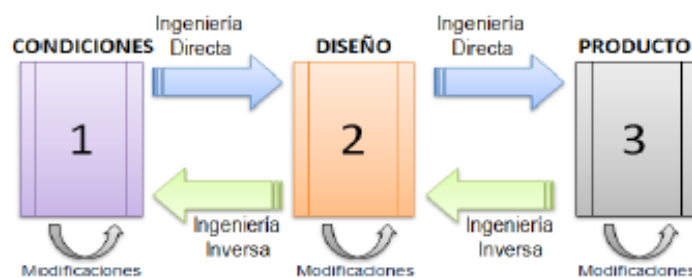 Ingeniería
Directa
Ingeniería
Directa
CONDICIONES
DISEÑO
PRODUCTO
1
2
3
Ingeniería
Inversa
Ingeniería
Inversa
Modificaciones
Modificaciones
Modificaciones